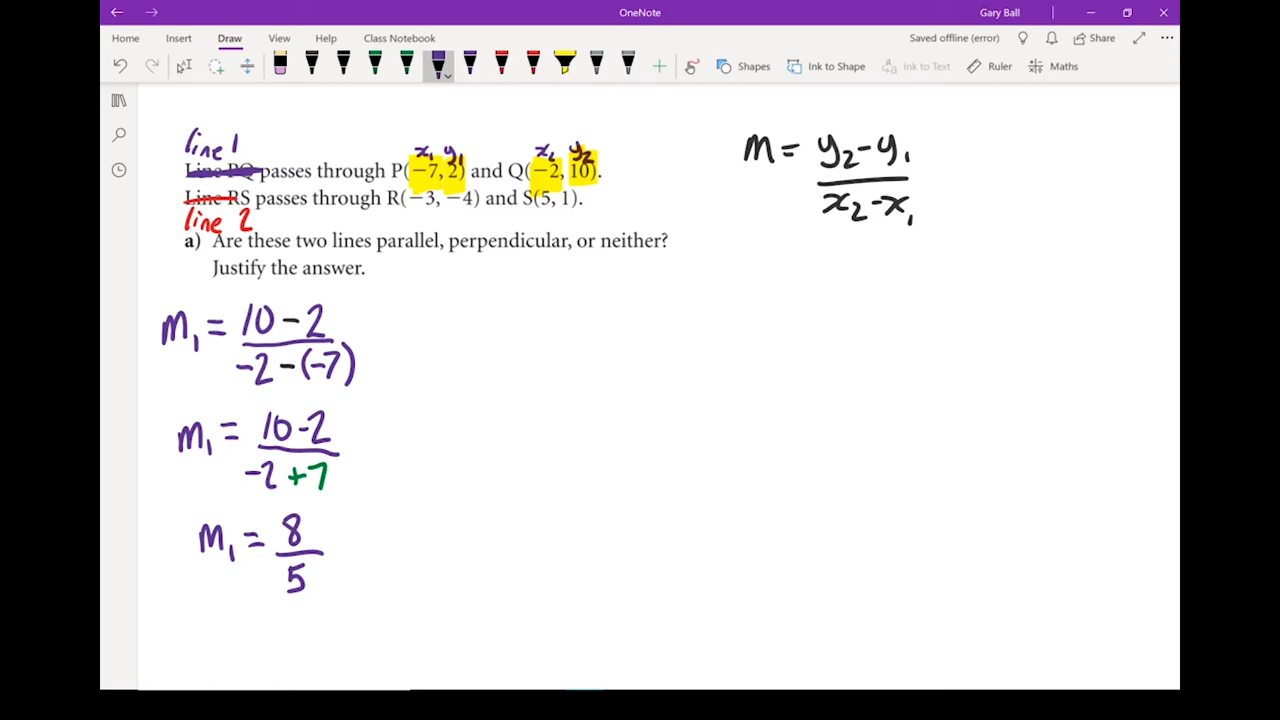 OneNote
Gary Ball
Home Insert Draw View Help Class Notebook
Saved offline (error) Share
Shapes Ink to Shape Ink to Text Ruler Maths
line 1 x₁ y₁ x₂ y₂
Line PQ passes through P(−7, 2) and Q(−2, 10).
Line RS passes through R(−3, −4) and S(5, 1).
line 2
a) Are these two lines parallel, perpendicular, or neither?
Justify the answer.
m = y₂-y₁
x₂-x₁
m₁ = 10-2
-2-(-7)
m₁ = 10-2
-2+7
m₁ = 8
5